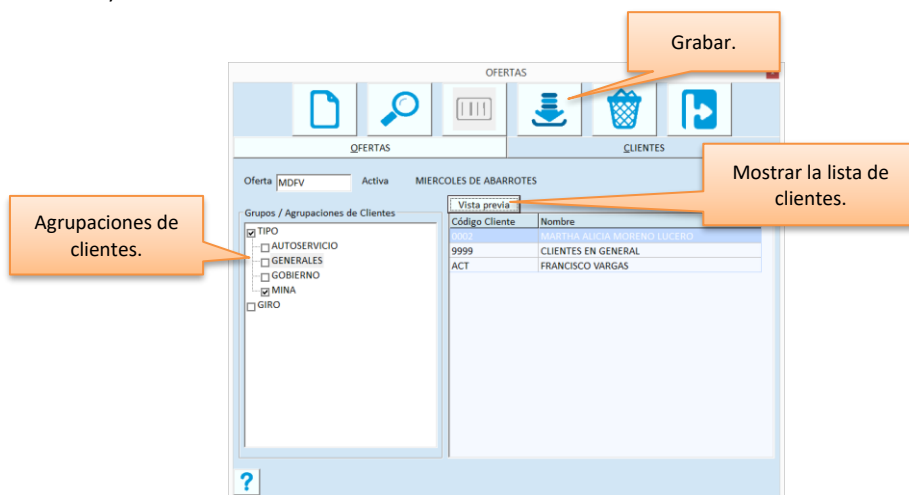 Grabar.
OFERTAS
OFERTAS
CLIENTES
Oferta MDFV Activa MIERCOLES DE ABARROTES
Mostrar la lista de
clientes.
Vista previa
Agrupaciones de
clientes.
Grupos / Agrupaciones de Clientes
TIPO
AUTOSERVICIO
GENERALES
GOBIERNO
MINA
GIRO
Código Cliente Nombre
0002 MARTHA ALICIA MORENO LUCERO
9999 CLIENTES EN GENERAL
ACT FRANCISCO VARGAS
?